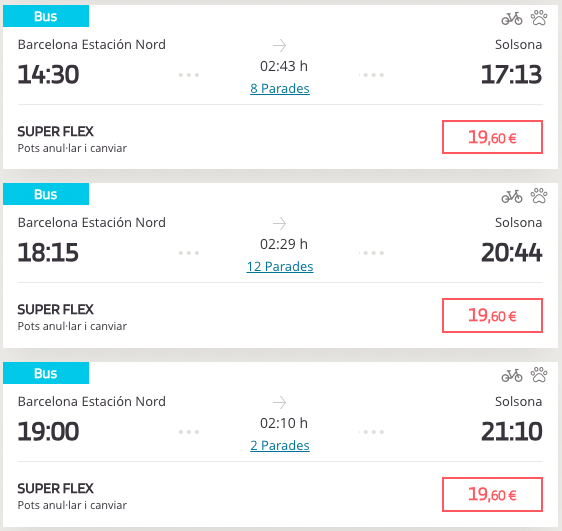 Bus
Barcelona Estación Nord Solsona
14:30 02:43 h 17:13
8 Parades
SUPER FLEX 19,60 €
Pots anul·lar i canviar
Bus
Barcelona Estación Nord Solsona
18:15 02:29 h 20:44
12 Parades
SUPER FLEX 19,60 €
Pots anul·lar i canviar
Bus
Barcelona Estación Nord Solsona
19:00 02:10 h 21:10
2 Parades
SUPER FLEX 19,60 €
Pots anul·lar i canviar